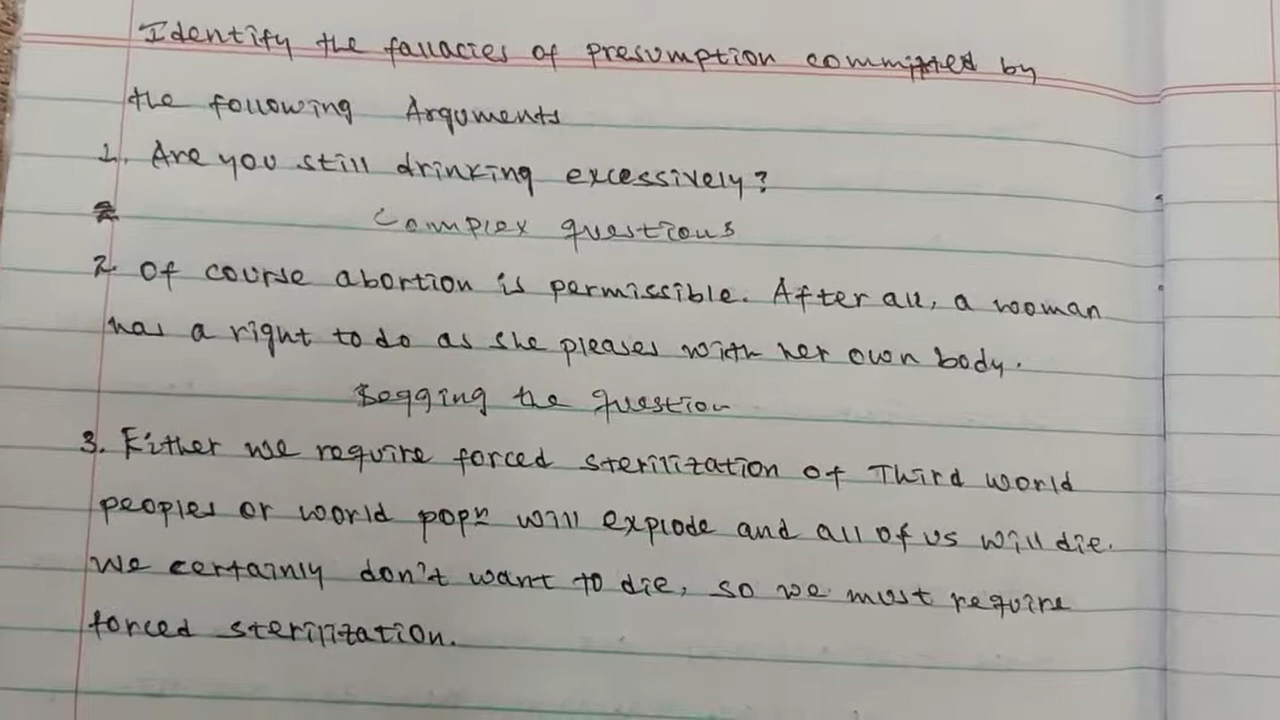 Identify the fallacies of presumption committed by
the following Arguments
1. Are you still drinking excessively?
Complex questions
2. Of course abortion is permissible. After all, a woman
has a right to do as she pleases with her own body.
Begging the question
3. Either we require forced sterilization of Third world
peoples or world popn will explode and all of us will die.
We certainly don't want to die, so we must require
forced sterilization.